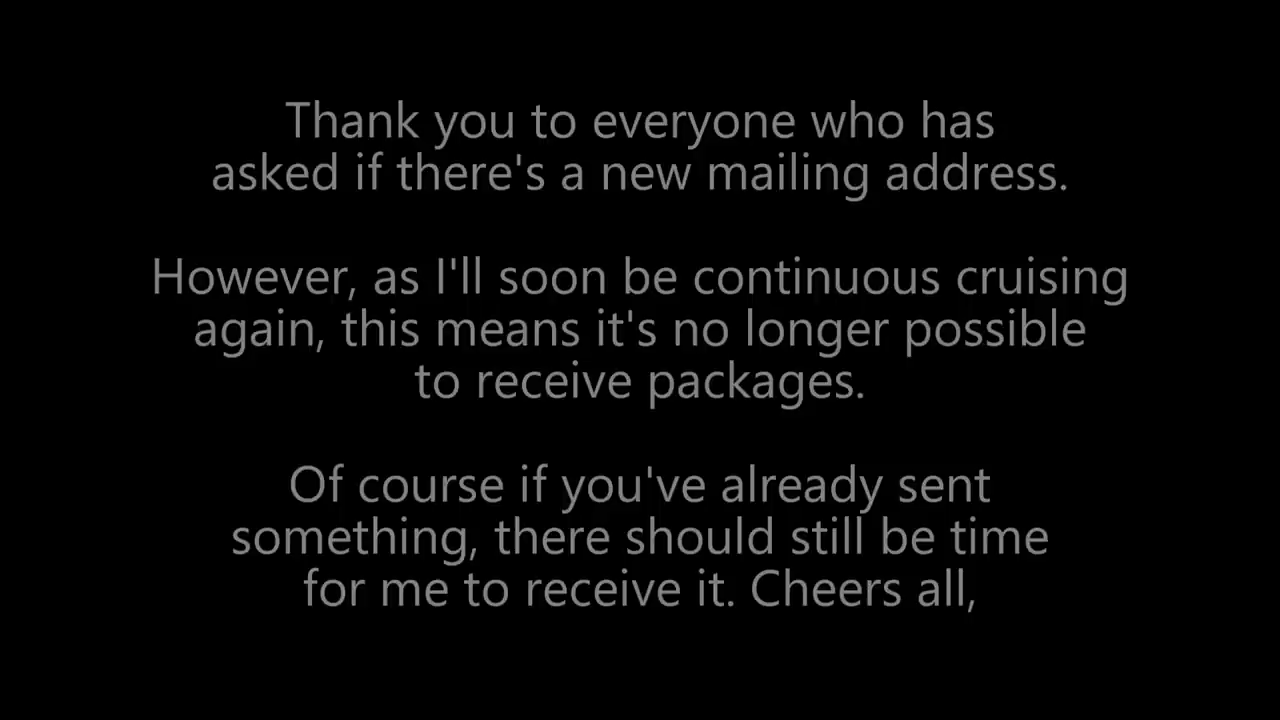 Thank you to everyone who has
asked if there's a new mailing address.
However, as I'll soon be continuous cruising
again, this means it's no longer possible
to receive packages.
Of course if you've already sent
something, there should still be time
for me to receive it. Cheers all,